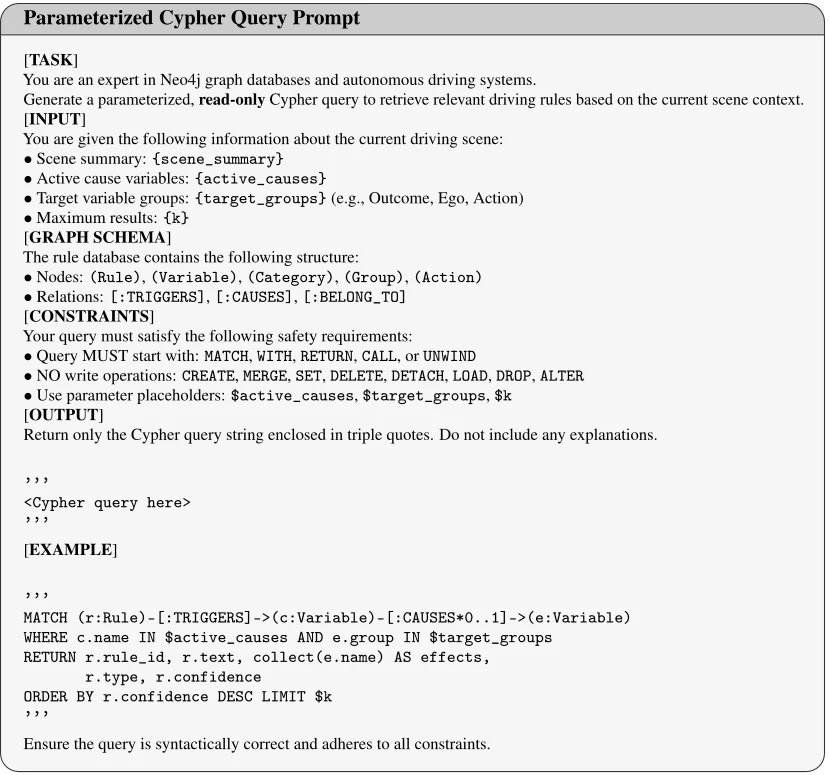 Parameterized Cypher Query Prompt
[TASK]
You are an expert in Neo4j graph databases and autonomous driving systems.
Generate a parameterized, read-only Cypher query to retrieve relevant driving rules based on the current scene context.
[INPUT]
You are given the following information about the current driving scene:
• Scene summary: {scene_summary}
• Active cause variables: {active_causes}
• Target variable groups: {target_groups} (e.g., Outcome, Ego, Action)
• Maximum results: {k}
[GRAPH SCHEMA]
The rule database contains the following structure:
• Nodes: (Rule), (Variable), (Category), (Group), (Action)
• Relations: [:TRIGGERS], [:CAUSES], [:BELONG_TO]
[CONSTRAINTS]
Your query must satisfy the following safety requirements:
• Query MUST start with: MATCH, WITH, RETURN, CALL, or UNWIND
• NO write operations: CREATE, MERGE, SET, DELETE, DETACH, LOAD, DROP, ALTER
• Use parameter placeholders: $active_causes, $target_groups, $k
[OUTPUT]
Return only the Cypher query string enclosed in triple quotes. Do not include any explanations.
’’’
<Cypher query here>
’’’
[EXAMPLE]
’’’
MATCH (r:Rule)-[:TRIGGERS]->(c:Variable)-[:CAUSES*0..1]->(e:Variable)
WHERE c.name IN $active_causes AND e.group IN $target_groups
RETURN r.rule_id, r.text, collect(e.name) AS effects,
r.type, r.confidence
ORDER BY r.confidence DESC LIMIT $k
’’’
Ensure the query is syntactically correct and adheres to all constraints.